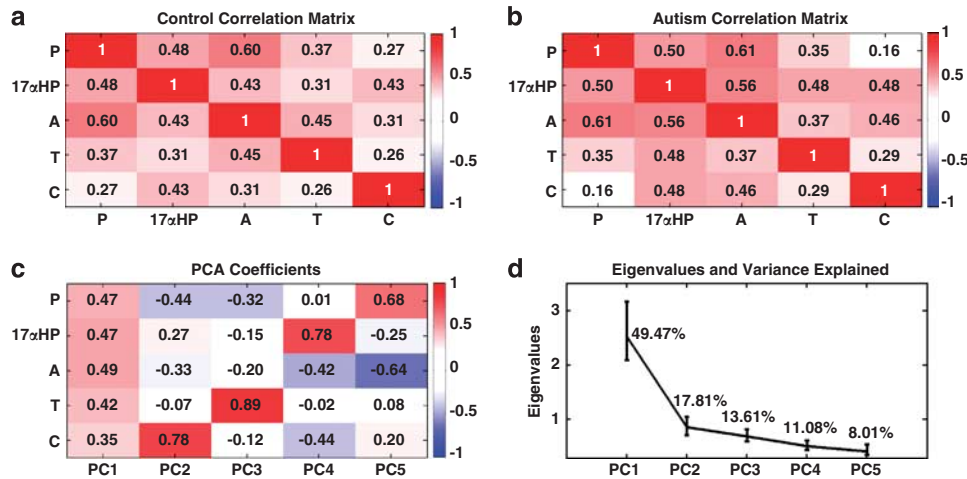 a
Control Correlation Matrix
P 1 0.48 0.60 0.37 0.27
17αHP 0.48 1 0.43 0.31 0.43
A 0.60 0.43 1 0.45 0.31
T 0.37 0.31 0.45 1 0.26
C 0.27 0.43 0.31 0.26 1
P 17αHP A T C
1
0.5
0
-0.5
-1
b
Autism Correlation Matrix
P 1 0.50 0.61 0.35 0.16
17αHP 0.50 1 0.56 0.48 0.48
A 0.61 0.56 1 0.37 0.46
T 0.35 0.48 0.37 1 0.29
C 0.16 0.48 0.46 0.29 1
P 17αHP A T C
1
0.5
0
-0.5
-1
c
PCA Coefficients
P 0.47 -0.44 -0.32 0.01 0.68
17αHP 0.47 0.27 -0.15 0.78 -0.25
A 0.49 -0.33 -0.20 -0.42 -0.64
T 0.42 -0.07 0.89 -0.02 0.08
C 0.35 0.78 -0.12 -0.44 0.20
PC1 PC2 PC3 PC4 PC5
1
0.5
0
-0.5
-1
d
Eigenvalues and Variance Explained
Eigenvalues
3
2
1
49.47%
17.81%
13.61%
11.08%
8.01%
PC1 PC2 PC3 PC4 PC5